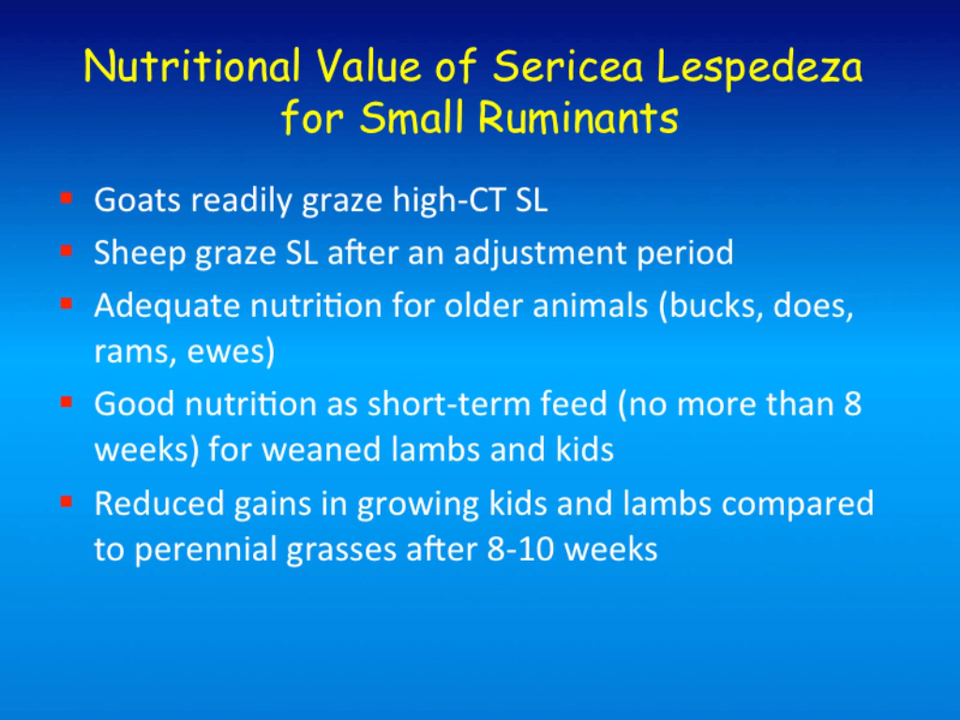 Nutritional Value of Sericea Lespedeza
for Small Ruminants
▪ Goats readily graze high-CT SL
▪ Sheep graze SL after an adjustment period
▪ Adequate nutrition for older animals (bucks, does,
rams, ewes)
▪ Good nutrition as short-term feed (no more than 8
weeks) for weaned lambs and kids
▪ Reduced gains in growing kids and lambs compared
to perennial grasses after 8-10 weeks